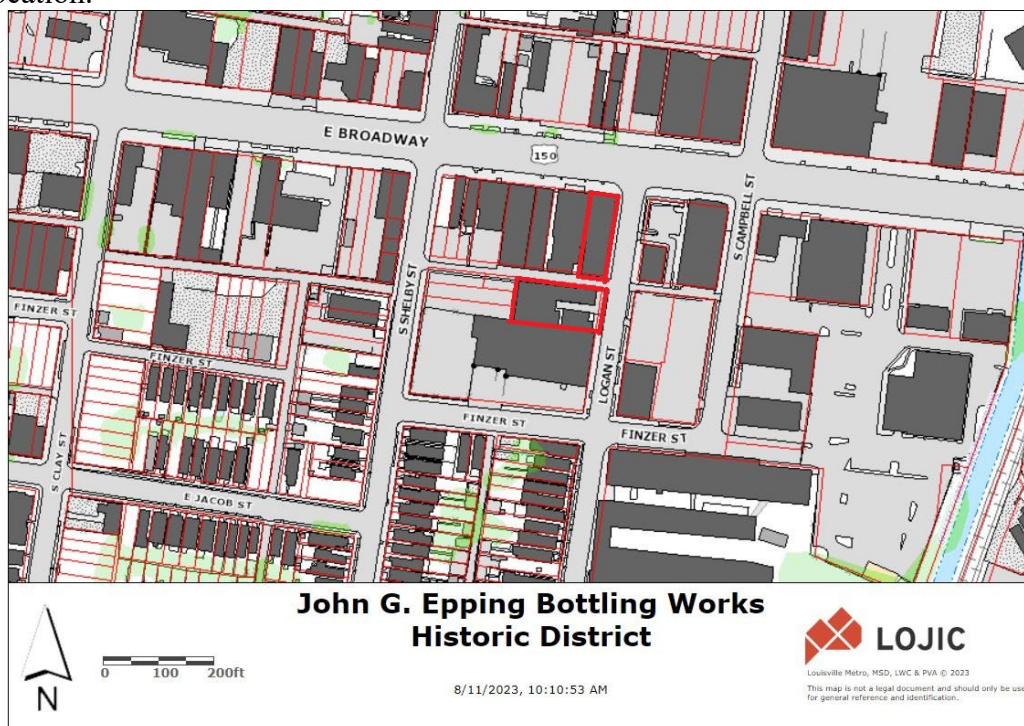 ocation.
E BROADWAY
150
S CAMPBELL ST
S SHELBY ST
FINZER ST
FINZER ST
LOGAN ST
FINZER ST
FINZER ST
S CLAY ST
E JACOB ST
John G. Epping Bottling Works
Historic District
LOJIC
0 100 200ft
N
8/11/2023, 10:10:53 AM
Louisville Metro, MSD, LWC & PVA © 2023
This map is not a legal document and should only be use
for general reference and identification.